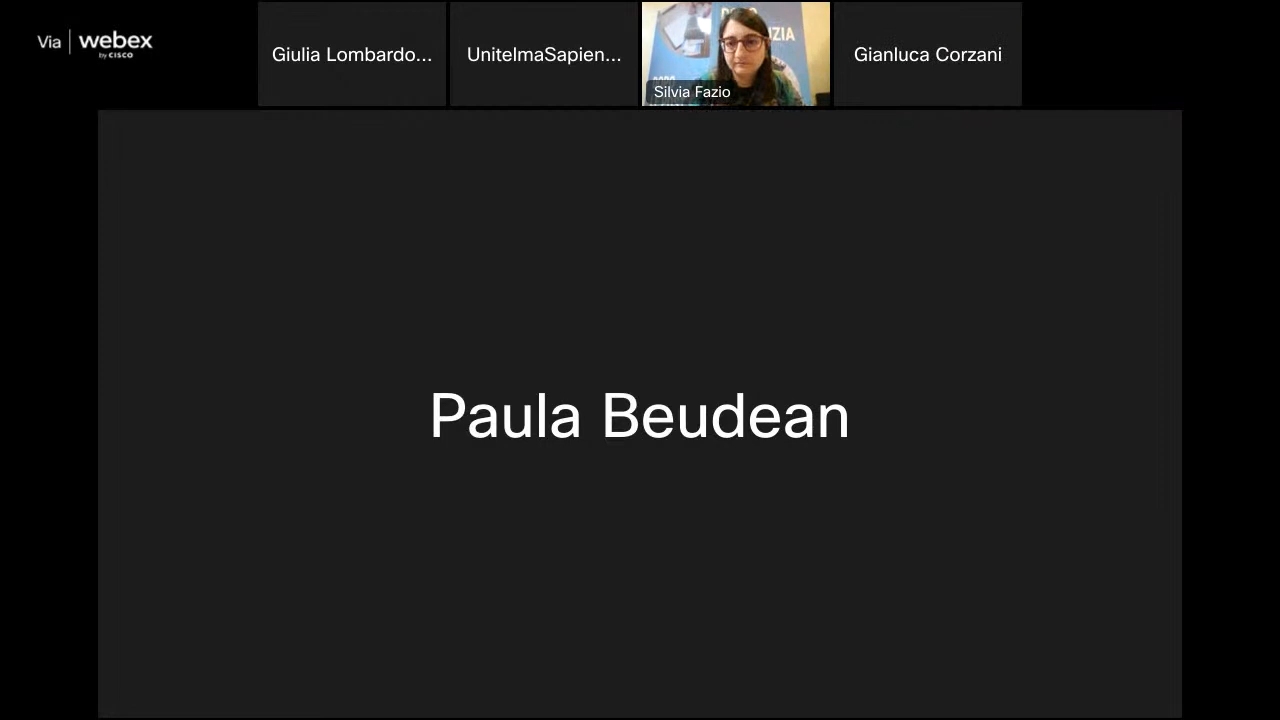 Via webex
by CISCO
Giulia Lombardo...
UnitelmaSapien...
Silvia Fazio
Gianluca Corzani
Paula Beudean